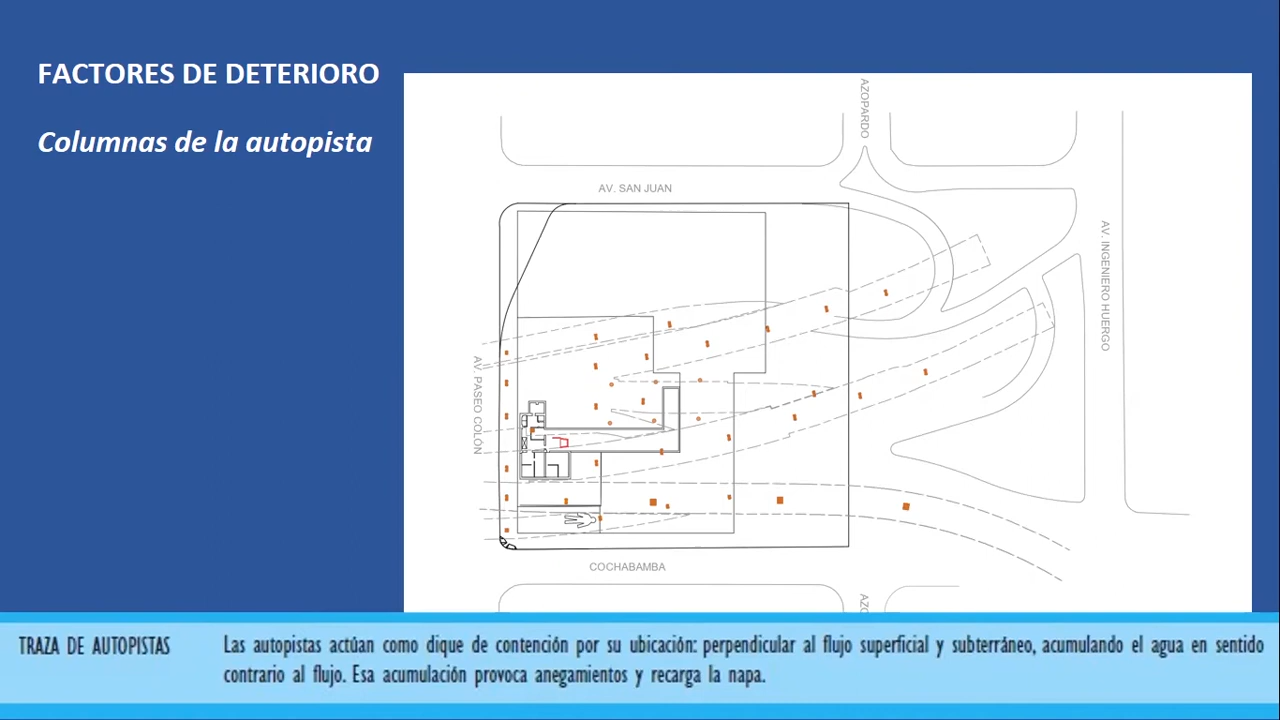 FACTORES DE DETERIORO
Columnas de la autopista
AZOPARDO
AV. SAN JUAN
AV. INGENIERO HUERGO
AV. PASEO COLÓN
COCHABAMBA
AZO
TRAZA DE AUTOPISTAS
Las autopistas actúan como dique de contención por su ubicación: perpendicular al flujo superficial y subterráneo, acumulando el agua en sentido
contrario al flujo. Esa acumulación provoca anegamientos y recarga la napa.